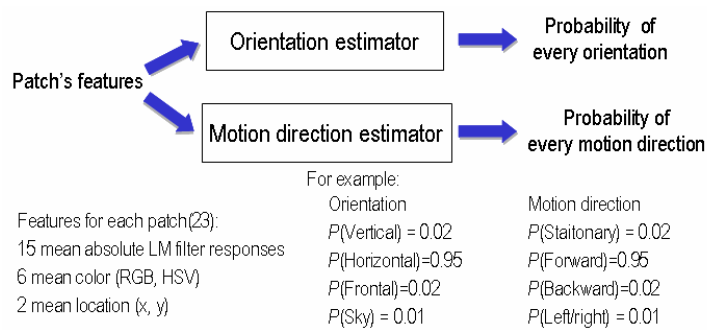 Orientation estimator
Probability of
every orientation
Patch's features
Motion direction estimator
Probability of
every motion direction
For example:
Features for each patch(23):
15 mean absolute LM filter responses
6 mean color (RGB, HSV)
2 mean location (x, y)
Orientation
P(Vertical) = 0.02
P(Horizontal)=0.95
P(Frontal)=0.02
P(Sky) = 0.01
Motion direction
P(Staitonary) = 0.02
P(Forward)=0.95
P(Backward)=0.02
P(Left/right) = 0.01